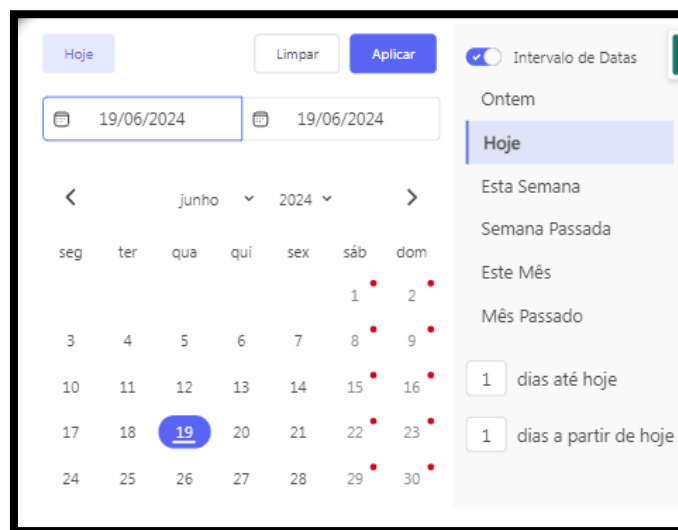 Hoje Limpar Aplicar
19/06/2024 19/06/2024
junho 2024
seg ter qua qui sex sáb dom
1 2
3 4 5 6 7 8 9
10 11 12 13 14 15 16
17 18 19 20 21 22 23
24 25 26 27 28 29 30
Intervalo de Datas
Ontem
Hoje
Esta Semana
Semana Passada
Este Mês
Mês Passado
1 dias até hoje
1 dias a partir de hoje